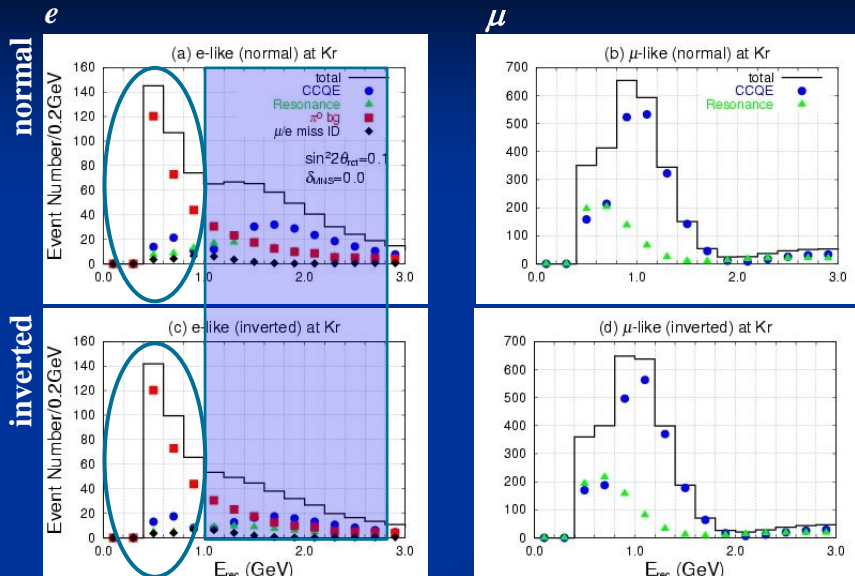 e
μ
normal
inverted
(a) e-like (normal) at Kr
total
CCQE
Resonance
π⁰ bg
μ/e miss ID
sin²2θrct=0.1
δMNS=0.0
Event Number/0.2GeV
160
140
120
100
80
60
40
20
0
0.0 1.0 2.0 3.0
(b) μ-like (normal) at Kr
total
CCQE
Resonance
700
600
500
400
300
200
100
0
0.0 1.0 2.0 3.0
(c) e-like (inverted) at Kr
Event Number/0.2GeV
160
140
120
100
80
60
40
20
0
0.0 1.0 2.0 3.0
Erec (GeV)
(d) μ-like (inverted) at Kr
700
600
500
400
300
200
100
0
0.0 1.0 2.0 3.0
Erec (GeV)